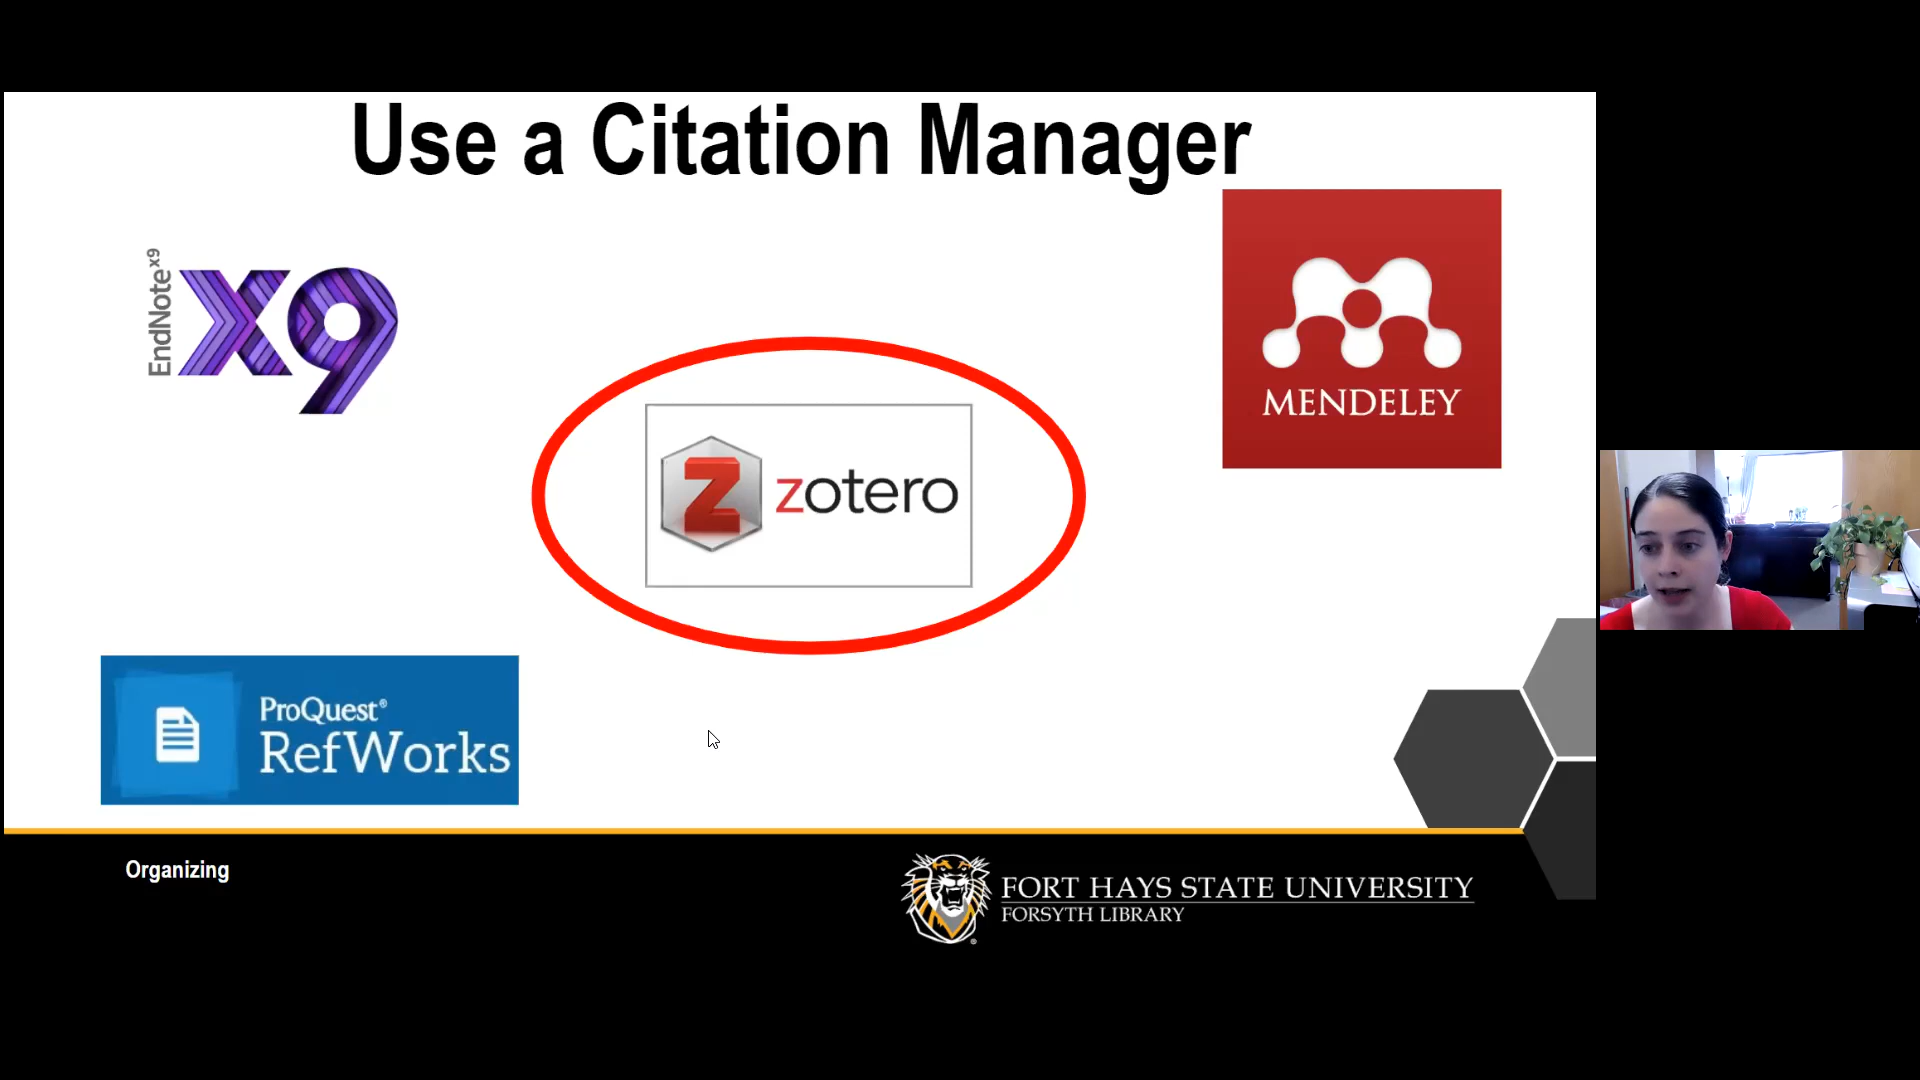 Use a Citation Manager
EndNote X9
X9
MENDELEY
Z zotero
ProQuest®
RefWorks
Organizing
FORT HAYS STATE UNIVERSITY
FORSYTH LIBRARY